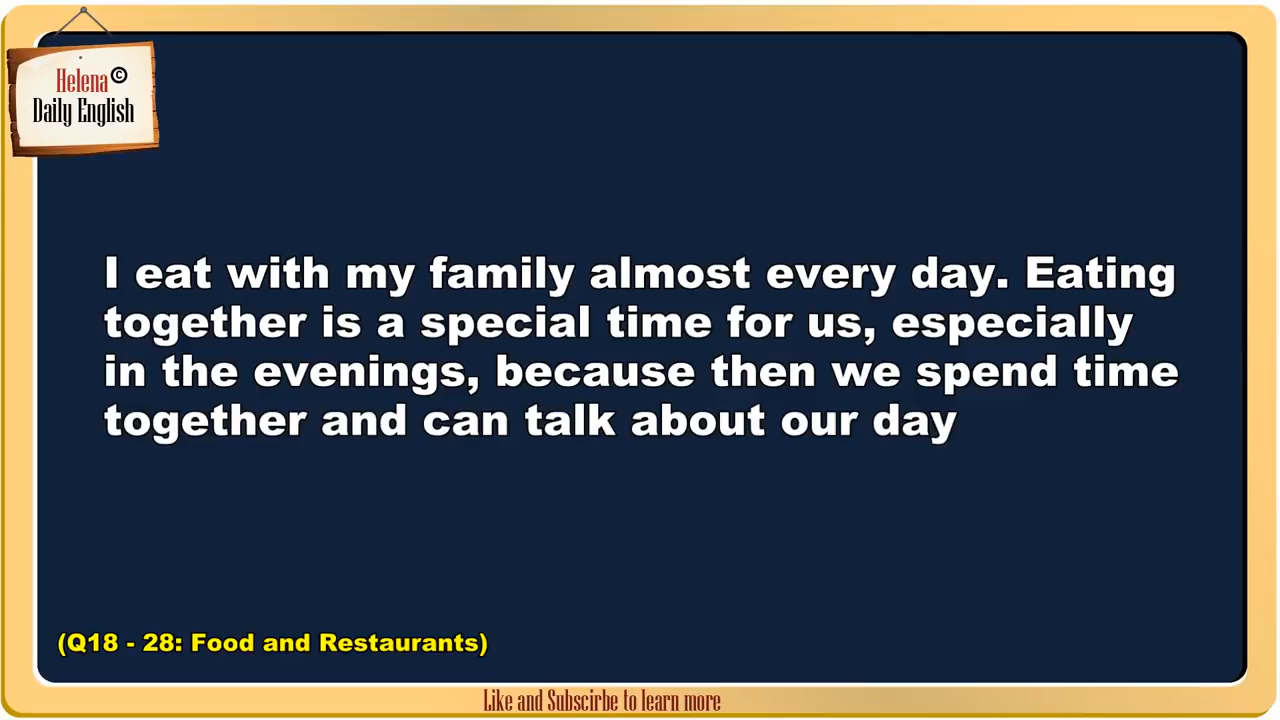 Helena©
Daily English
I eat with my family almost every day. Eating
together is a special time for us, especially
in the evenings, because then we spend time
together and can talk about our day
(Q18 - 28: Food and Restaurants)
Like and Subscirbe to learn more